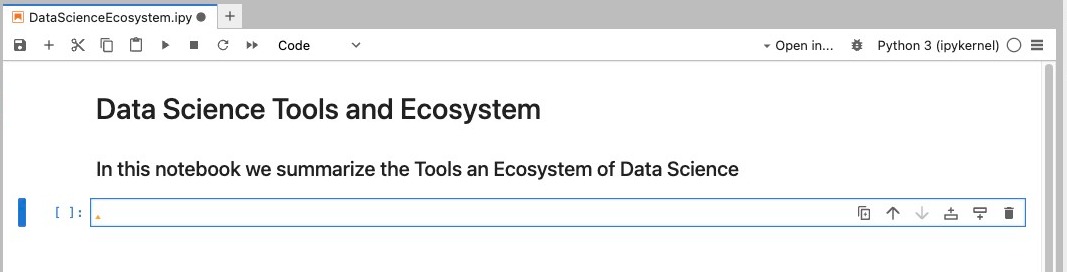 DataScienceEcosystem.ipy
Code
Open in...
Python 3 (ipykernel)
Data Science Tools and Ecosystem
In this notebook we summarize the Tools an Ecosystem of Data Science
[ ]: